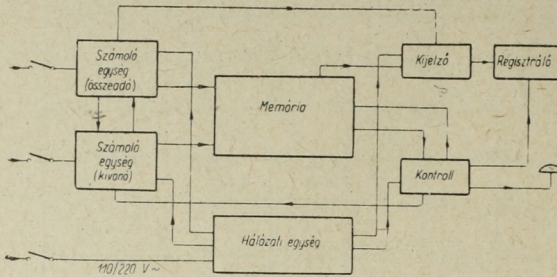 Számoló
egység
(összeadó)
Memória
Kijelző
Regisztráló
Számoló
egység
(kivonó)
Kontroll
Hálózati egység
110/220 V ~